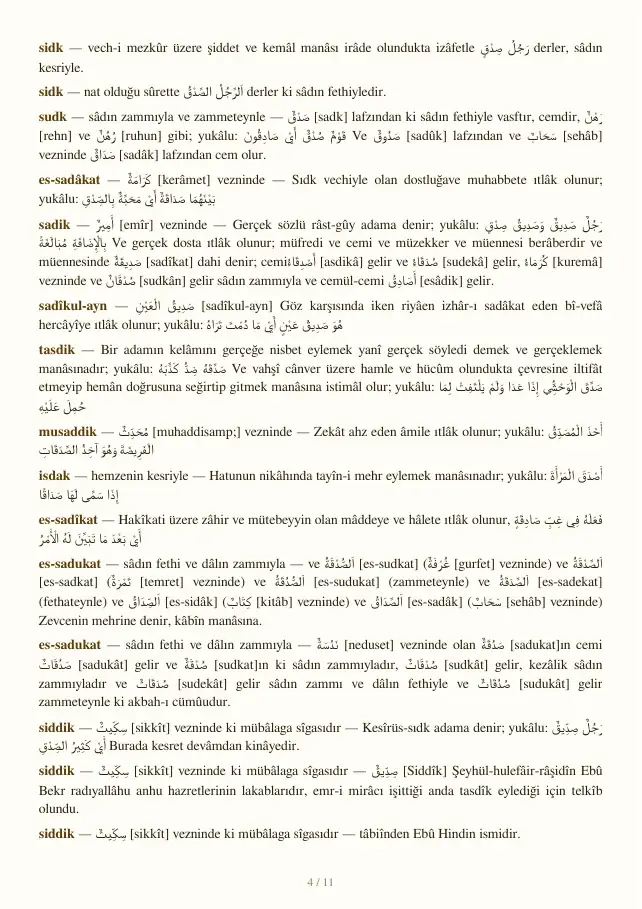 sidk — vech-i mezkûr üzere şiddet ve kemâl manâsı irâde olundukta izâfetle رَجُلُ صِدْقٍ derler, sâdın
kesriyle.
sidk — nat olduğu sûrette اَلرَّجُلُ الصَّدْقُ derler ki sâdın fethiyledir.
sudk — sâdın zammıyla ve zammeteynle — صَدْقٌ [sadk] lafzından ki sâdın fethiyle vasftır, cemdir, رَهْنٌ
[rehn] ve رُهُنٌ [ruhun] gibi; yukâlu: قَوْمٌ صُدْقٌ أَيْ صَادِقُونَ Ve صَدُوقٌ [sadûk] lafzından ve سَحَابٌ [sehâb]
vezninde صَدَاقٌ [sadâk] lafzından cem olur.
es-sadâkat — كَرَامَةٌ [kerâmet] vezninde — Sıdk vechiyle olan dostluğave muhabbete ıtlâk olunur;
yukâlu: بَيْنَهُمَا صَدَاقَةٌ أَيْ مَحَبَّةٌ بِالصِّدْقِ
sadik — أَمِيرٌ [emîr] vezninde — Gerçek sözlü râst-gûy adama denir; yukâlu: رَجُلٌ صَدِيقٌ وَصَدِيقُ صِدْقٍ
بِالْإِضَافَةِ مُبَالَغَةً Ve gerçek dosta ıtlâk olunur; müfredi ve cemi ve müzekker ve müennesi berâberdir ve
müennesinde صَدِيقَةٌ [sadîkat] dahi denir; cemiأَصْدِقَاءُ [asdikâ] gelir ve صُدَقَاءُ [sudekâ] gelir, كُرَمَاءُ [kuremâ]
vezninde ve صُدْقَانٌ [sudkân] gelir sâdın zammıyla ve cemül-cemi أَصَادِقُ [esâdik] gelir.
sadîkul-ayn — صَدِيقُ الْعَيْنِ [sadîkul-ayn] Göz karşısında iken riyâen izhâr-ı sadâkat eden bî-vefâ
hercâyîye ıtlâk olunur; yukâlu: هُوَ صَدِيقُ عَيْنٍ أَيْ مَا دُمْتَ تَرَاهُ
tasdik — Bir adamın kelâmını gerçeğe nisbet eylemek yanî gerçek söyledi demek ve gerçeklemek
manâsınadır; yukâlu: صَدَّقَهُ ضِدُّ كَذَّبَهُ Ve vahşî cânver üzere hamle ve hücûm olundukta çevresine iltifât
etmeyip hemân doğrusuna seğirtip gitmek manâsına istimâl olur; yukâlu: صَدَّقَ الْوَحْشِيُّ إِذَا عَدَا وَلَمْ يَلْتَفِتْ لِمَا
حُمِلَ عَلَيْهِ
musaddik — مُحَدِّثٌ [muhaddisamp;] vezninde — Zekât ahz eden âmile ıtlâk olunur; yukâlu: أَخَذَ الْمُصَدِّقُ
الْفَرِيضَةَ وَهُوَ آخِذُ الصَّدَقَاتِ
isdak — hemzenin kesriyle — Hatunun nikâhında tayîn-i mehr eylemek manâsınadır; yukâlu: أَصْدَقَ الْمَرْأَةَ
إِذَا سَمَّى لَهَا صَدَاقًا
es-sadîkat — Hakîkati üzere zâhir ve mütebeyyin olan mâddeye ve hâlete ıtlak olunur, فَعَلَهُ فِي غِبِّ صَادِقَةٍ
أَيْ بَعْدَ مَا تَبَيَّنَ لَهُ الْأَمْرُ
es-sadukat — sâdın fethi ve dâlın zammıyla — ve اَلصُّدْقَةُ [es-sudkat] (غُرْفَةٌ [gurfet] vezninde) ve اَلصَّدْقَةُ
[es-sadkat] (تَمْرَةٌ [temret] vezninde) ve اَلصُّدُقَةُ [es-sudukat] (zammeteynle) ve اَلصَّدَقَةُ [es-sadekat]
(fethateynle) ve اَلصِّدَاقُ [es-sidâk] (كِتَابٌ [kitâb] vezninde) ve اَلصَّدَاقُ [es-sadâk] (سَحَابٌ [sehâb] vezninde)
Zevcenin mehrine denir, kâbîn manâsına.
es-sadukat — sâdın fethi ve dâlın zammıyla — نَدُسَةٌ [neduset] vezninde olan صَدُقَةٌ [sadukat]ın cemi
صَدُقَاتٌ [sadukât] gelir ve صُدْقَةٌ [sudkat]ın ki sâdın zammıyladır, صُدْقَاتٌ [sudkât] gelir, kezâlik sâdın
zammıyladır ve صُدَقَاتٌ [sudekât] gelir sâdın zammı ve dâlın fethiyle ve صُدُقَاتٌ [sudukât] gelir
zammeteynle ki akbah-ı cümûudur.
siddik — سِكِّيتٌ [sikkît] vezninde ki mübâlaga sîgasıdır — Kesîrüs-sıdk adama denir; yukâlu: رَجُلٌ صِدِّيقٌ
أَيْ كَثِيرُ الصِّدْقِ Burada kesret devâmdan kinâyedir.
siddik — سِكِّيتٌ [sikkît] vezninde ki mübâlaga sîgasıdır — صِدِّيقٌ [Siddîk] Şeyhül-hulefâir-râşidîn Ebû
Bekr radıyallâhu anhu hazretlerinin lakablarıdır, emr-i mirâcı işittiği anda tasdîk eylediği için telkîb
olundu.
siddik — سِكِّيتٌ [sikkît] vezninde ki mübâlaga sîgasıdır — tâbiînden Ebû Hindin ismidir.
4 / 11